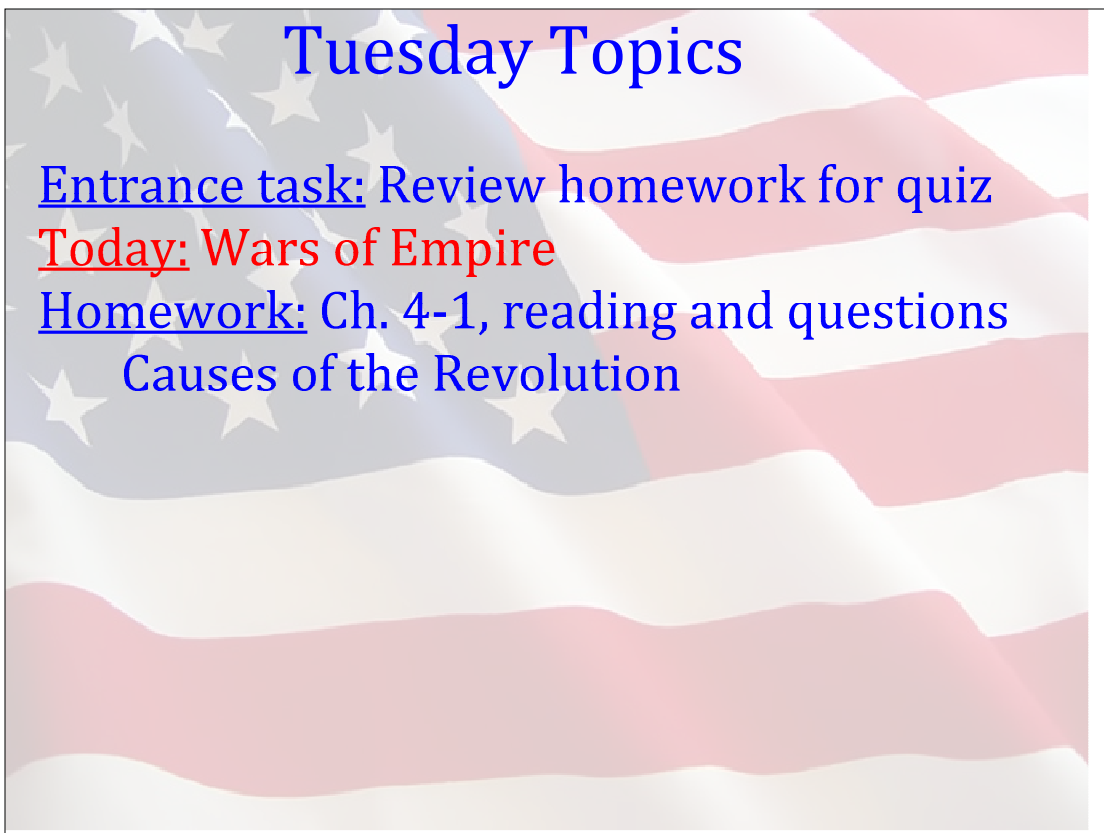 Tuesday Topics
Entrance task: Review homework for quiz
Today: Wars of Empire
Homework: Ch. 4-1, reading and questions
Causes of the Revolution